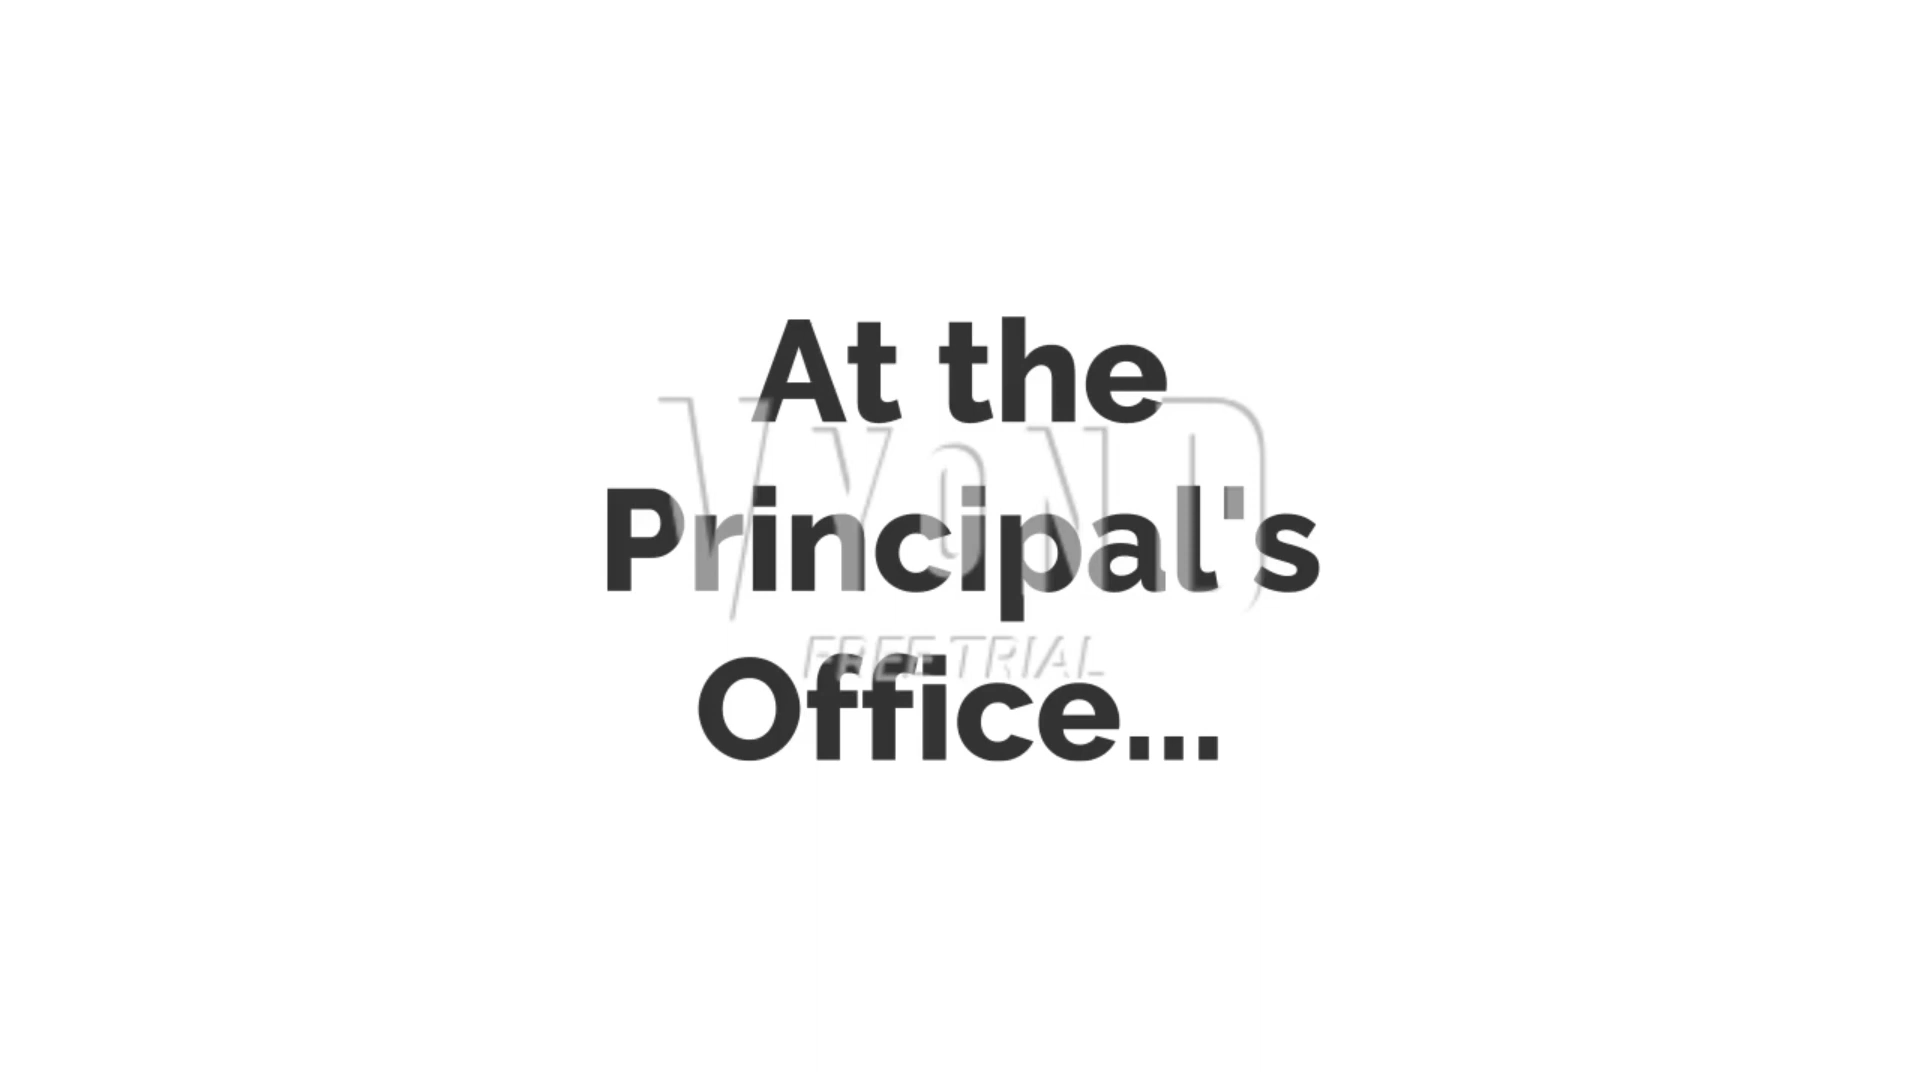 At the
Principal's
Office...
VYOND
FREE TRIAL